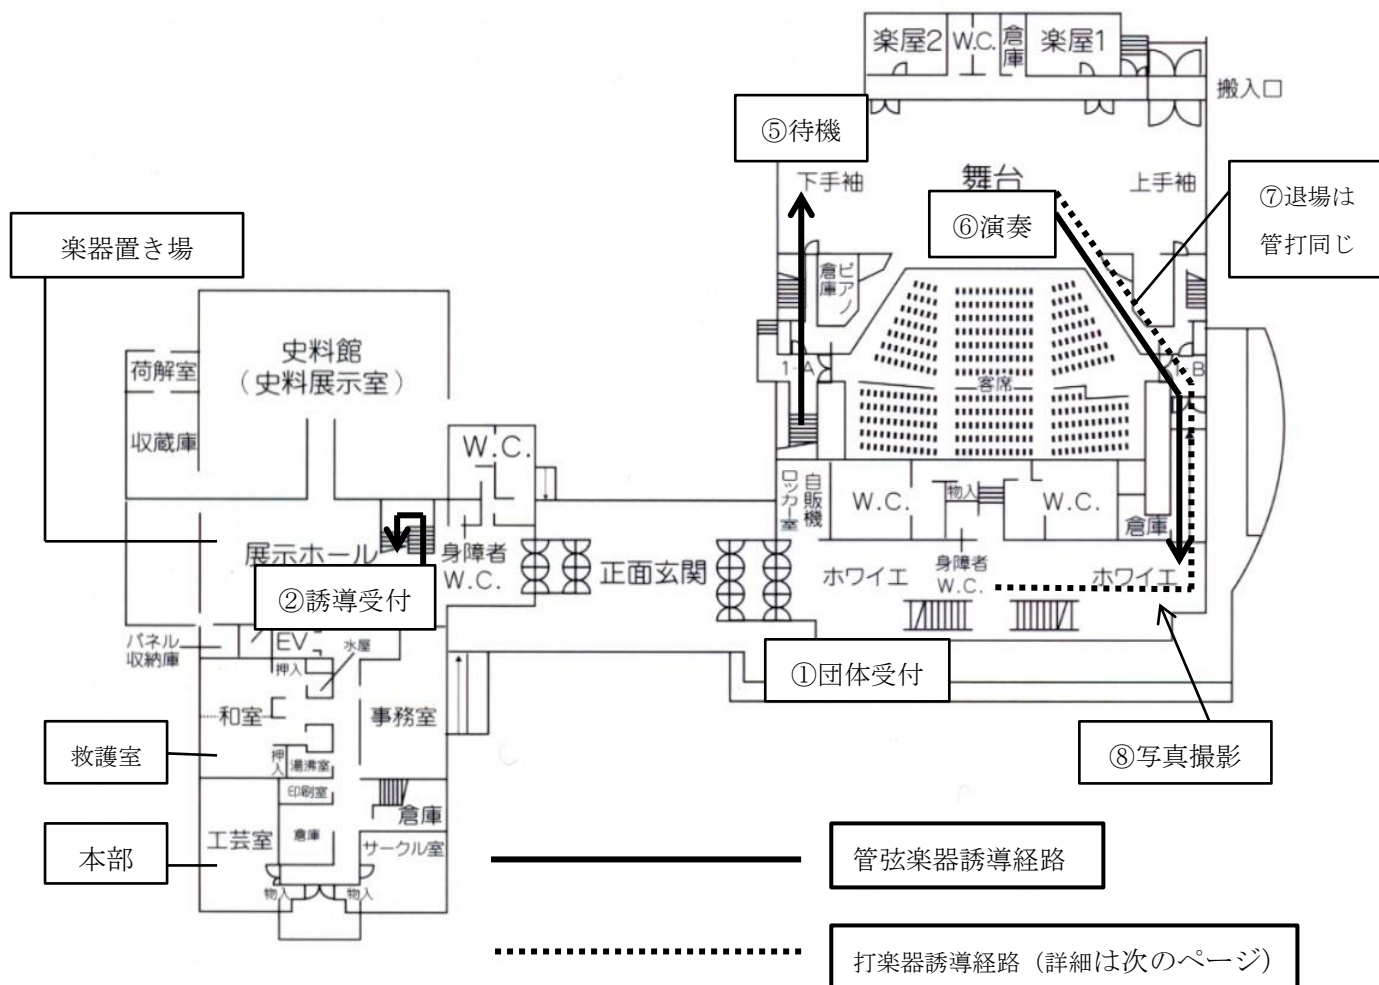 楽屋2
W.C.
倉庫
楽屋1
搬入口
⑤待機
下手袖
舞台
上手袖
⑥演奏
⑦退場は
管打同じ
楽器置き場
ピアノ
倉庫
史料館
（史料展示室）
荷解室
収蔵庫
1-A
客席
1-B
W.C.
ロッカー室
自販機
W.C.
物入
W.C.
倉庫
展示ホール
身障者
W.C.
正面玄関
ホワイエ
身障者
W.C.
ホワイエ
②誘導受付
パネル
収納庫
EV
水屋
押入
①団体受付
和室
事務室
救護室
押入
湯沸室
⑧写真撮影
印刷室
倉庫
工芸室
倉庫
サークル室
本部
管弦楽器誘導経路
物入
物入
打楽器誘導経路（詳細は次のページ）